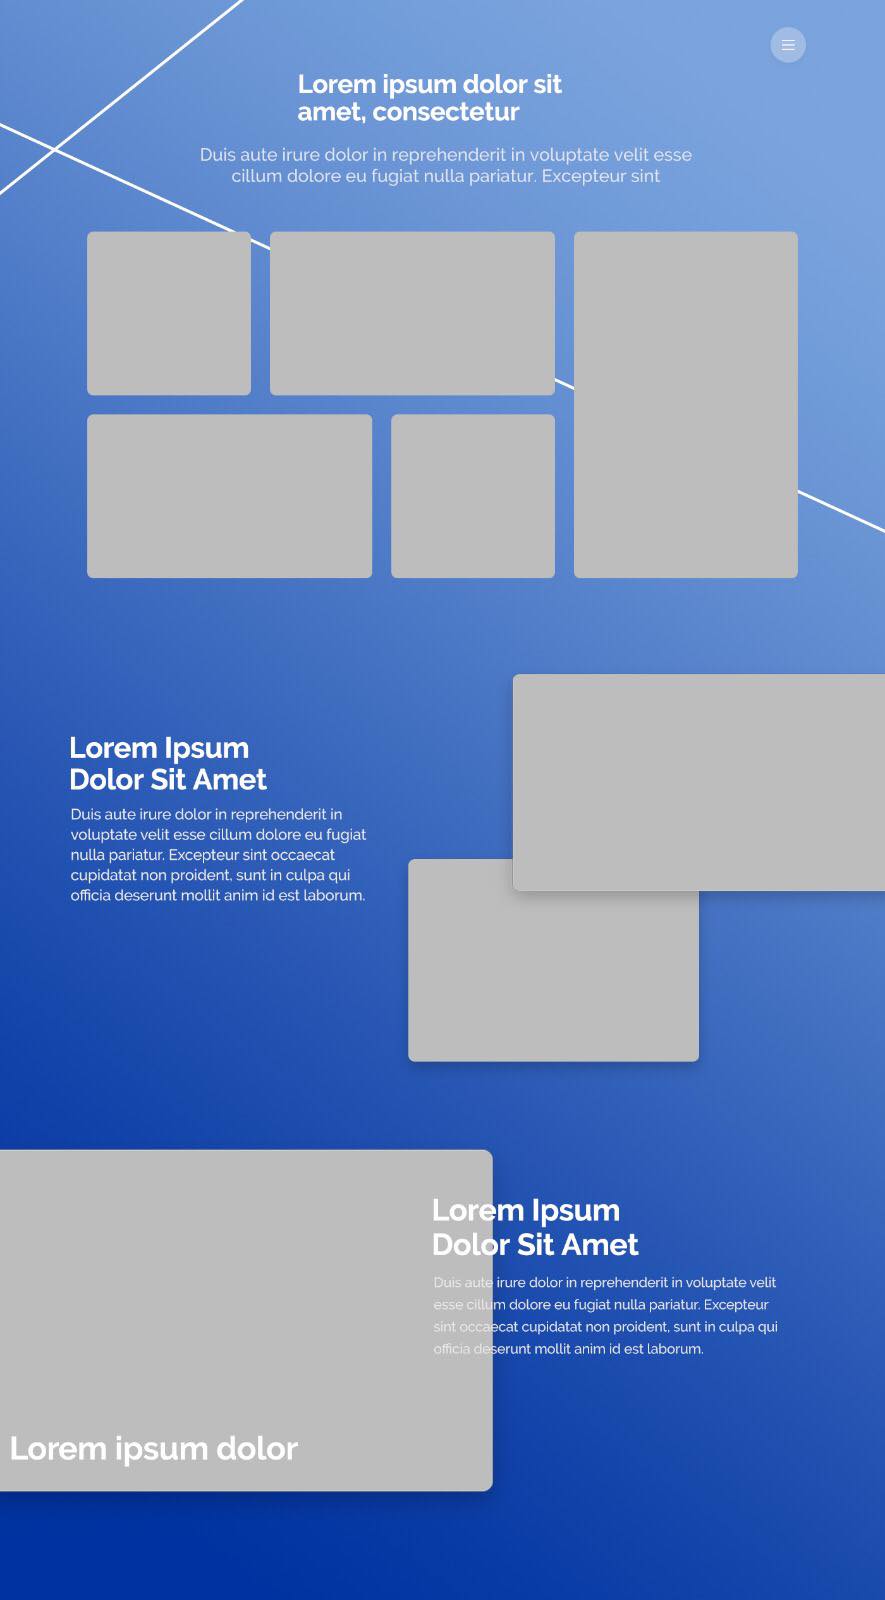 Lorem ipsum dolor sit
amet, consectetur
Duis aute irure dolor in reprehenderit in voluptate velit esse
cillum dolore eu fugiat nulla pariatur. Excepteur sint
Lorem Ipsum
Dolor Sit Amet
Duis aute irure dolor in reprehenderit in
voluptate velit esse cillum dolore eu fugiat
nulla pariatur. Excepteur sint occaecat
cupidatat non proident, sunt in culpa qui
officia deserunt mollit anim id est laborum.
Lorem Ipsum
Dolor Sit Amet
Duis aute irure dolor in reprehenderit in voluptate velit
esse cillum dolore eu fugiat nulla pariatur. Excepteur
sint occaecat cupidatat non proident, sunt in culpa qui
officia deserunt mollit anim id est laborum.
Lorem ipsum dolor